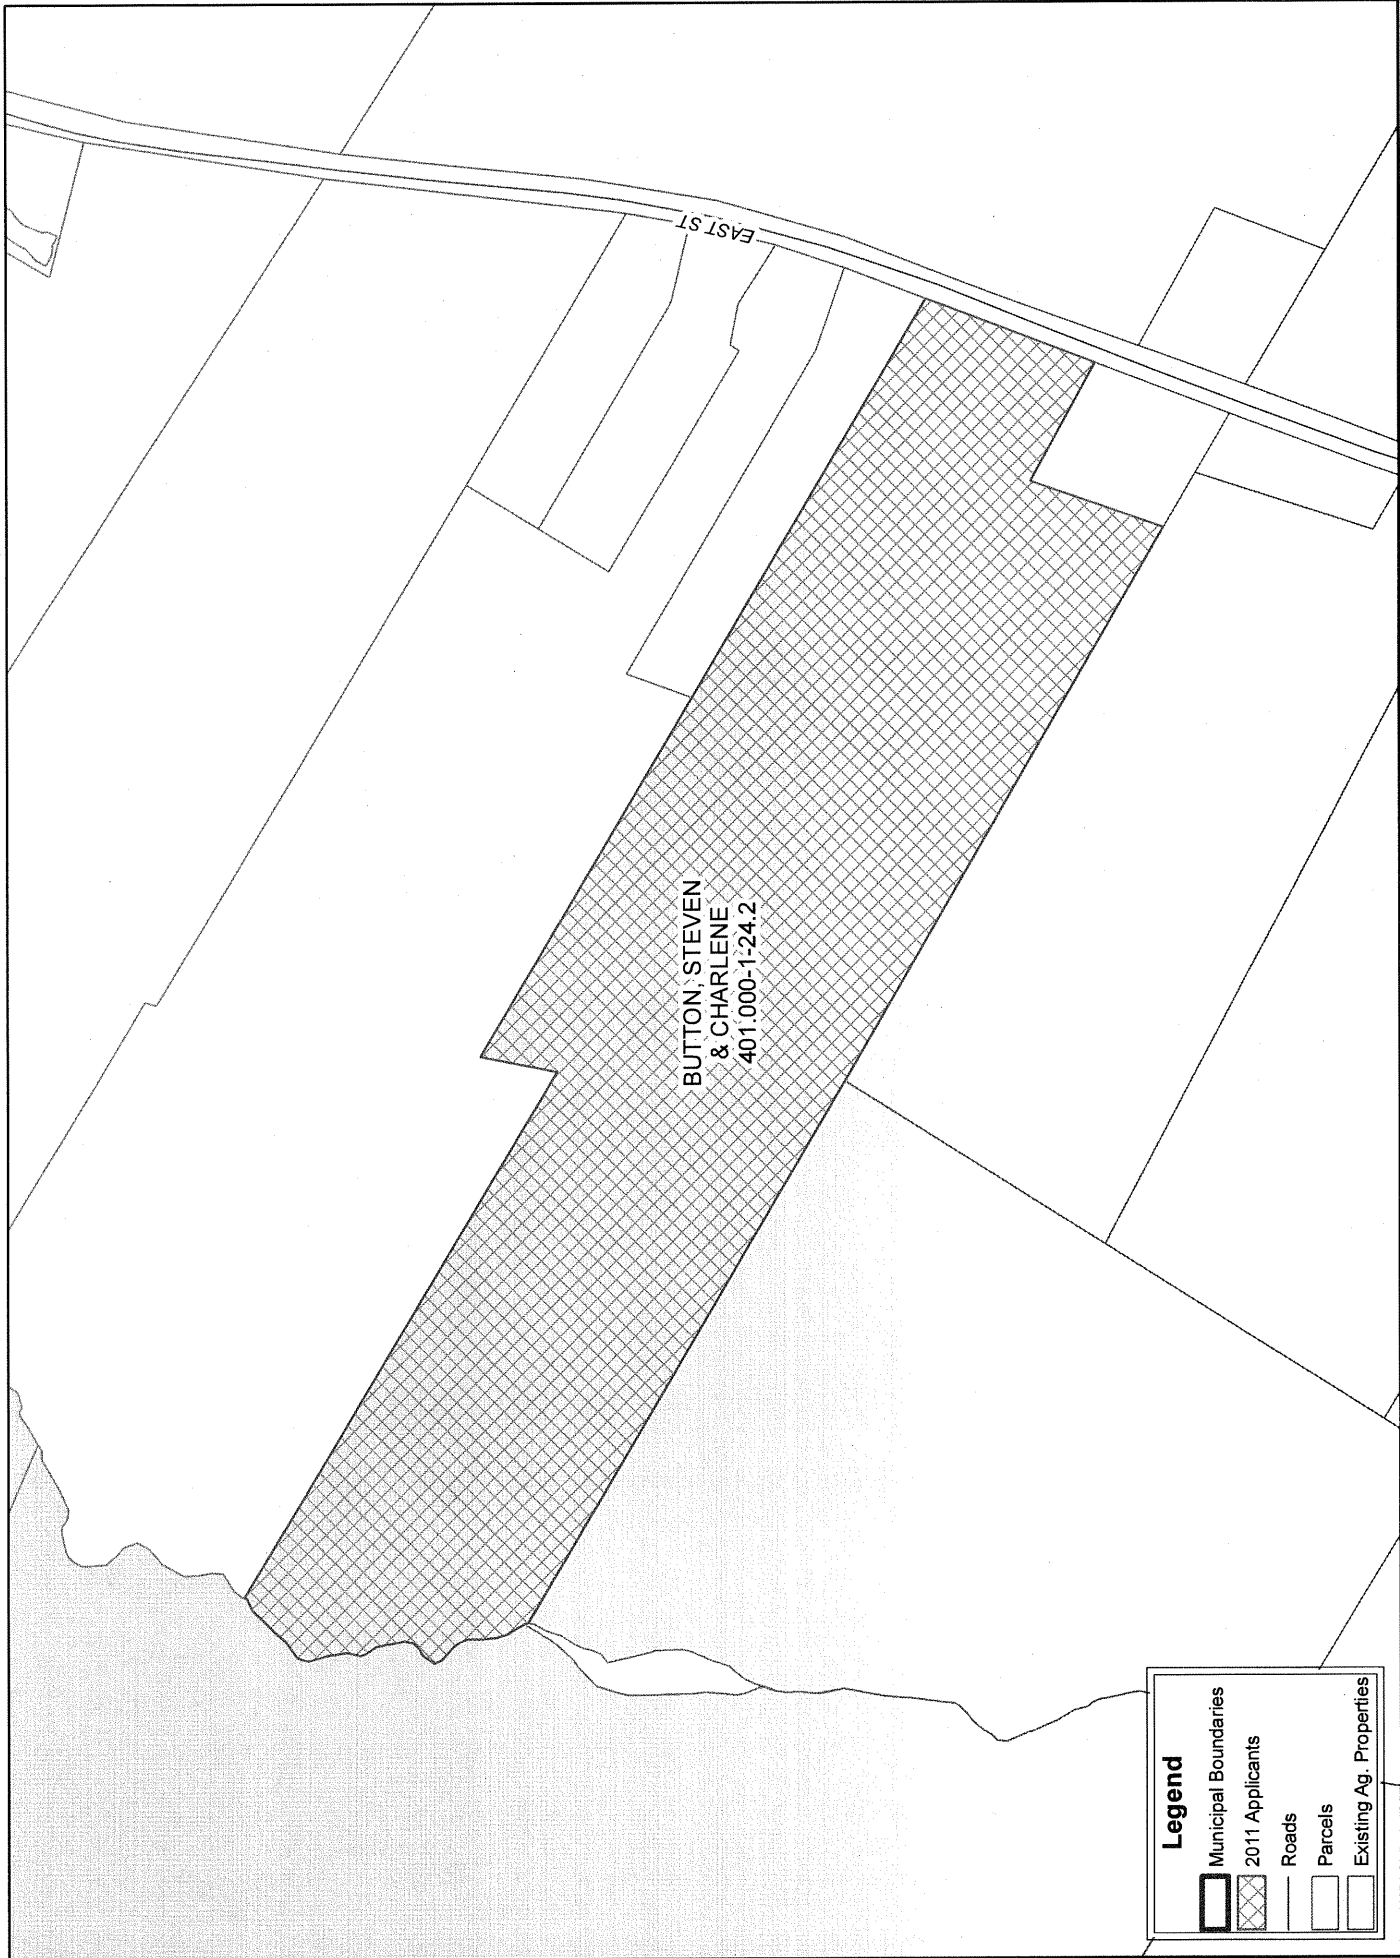 EAST ST
BUTTON, STEVEN
& CHARLENE
401.000-1-24.2
Legend
Municipal Boundaries
2011 Applicants
Roads
Parcels
Existing Ag. Properties